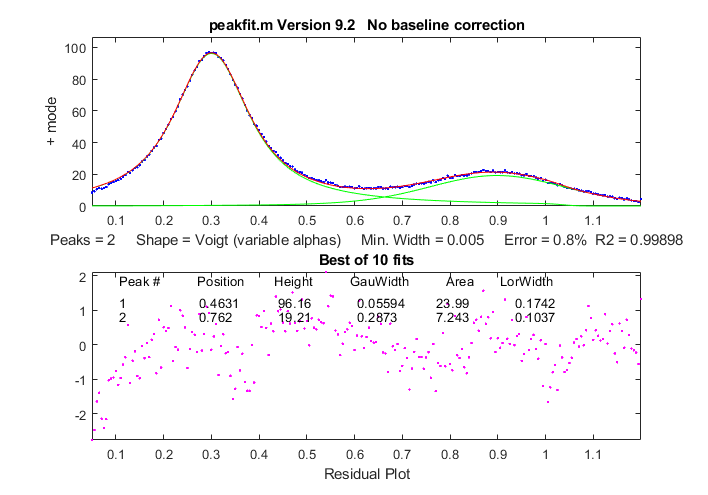 peakfit.m Version 9.2 No baseline correction
100
80
60
40
20
0
+ mode
0.1 0.2 0.3 0.4 0.5 0.6 0.7 0.8 0.9 1 1.1
Peaks = 2 Shape = Voigt (variable alphas) Min. Width = 0.005 Error = 0.8% R2 = 0.99898
Best of 10 fits
2
1
0
-1
-2
Peak # Position Height GauWidth Area LorWidth
1 0.4631 96.16 0.05594 23.99 0.1742
2 0.762 19.21 0.2873 7.243 0.1037
0.1 0.2 0.3 0.4 0.5 0.6 0.7 0.8 0.9 1 1.1
Residual Plot